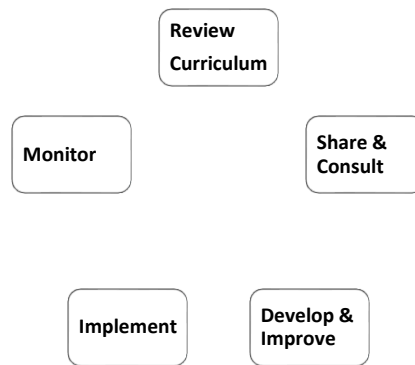 Review
Curriculum
Share &
Consult
Develop &
Improve
Implement
Monitor